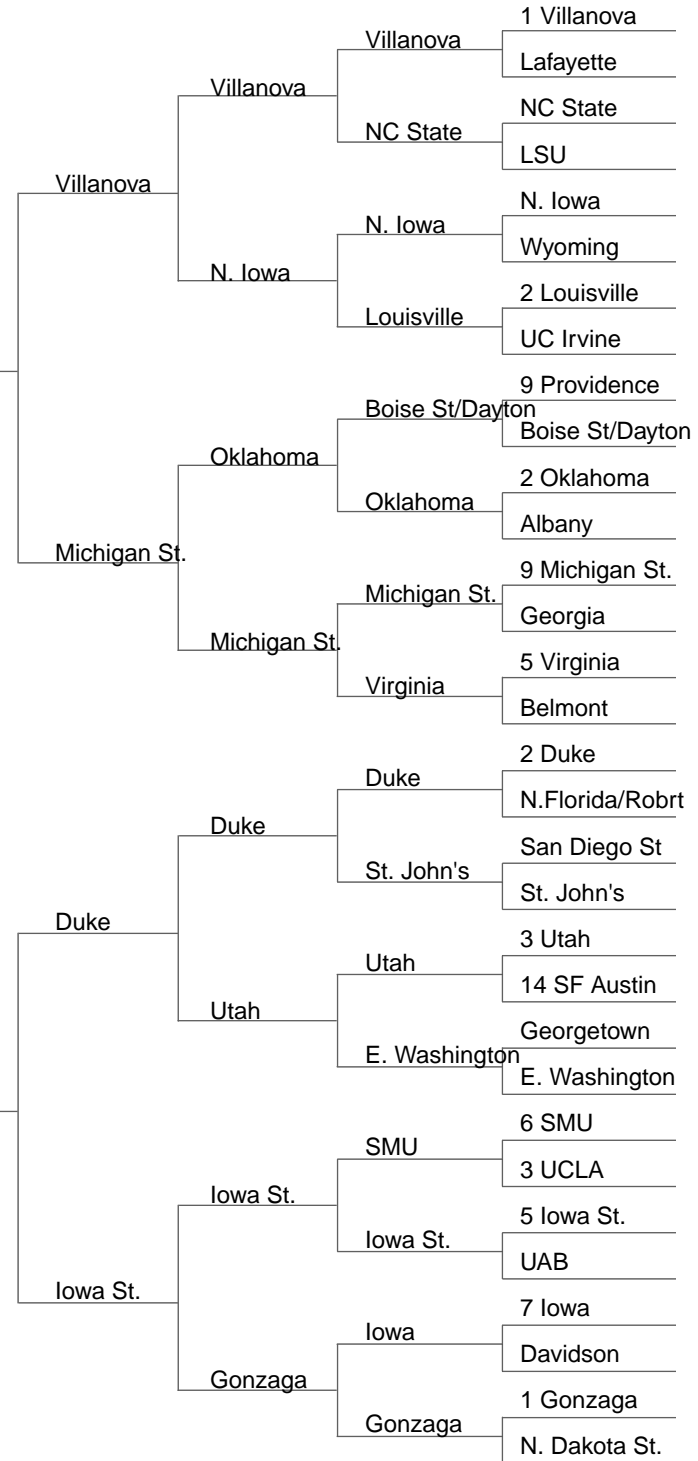 1 Villanova
Villanova
Lafayette
Villanova
NC State
NC State
LSU
Villanova
N. Iowa
N. Iowa
Wyoming
N. Iowa
2 Louisville
Louisville
UC Irvine
9 Providence
Boise St/Dayton
Boise St/Dayton
Oklahoma
2 Oklahoma
Oklahoma
Albany
Michigan St.
9 Michigan St.
Michigan St.
Georgia
Michigan St.
5 Virginia
Virginia
Belmont
2 Duke
Duke
N.Florida/Robrt
Duke
San Diego St
St. John's
St. John's
Duke
3 Utah
Utah
14 SF Austin
Utah
Georgetown
E. Washington
E. Washington
6 SMU
SMU
3 UCLA
Iowa St.
5 Iowa St.
Iowa St.
UAB
Iowa St.
7 Iowa
Iowa
Davidson
Gonzaga
1 Gonzaga
Gonzaga
N. Dakota St.